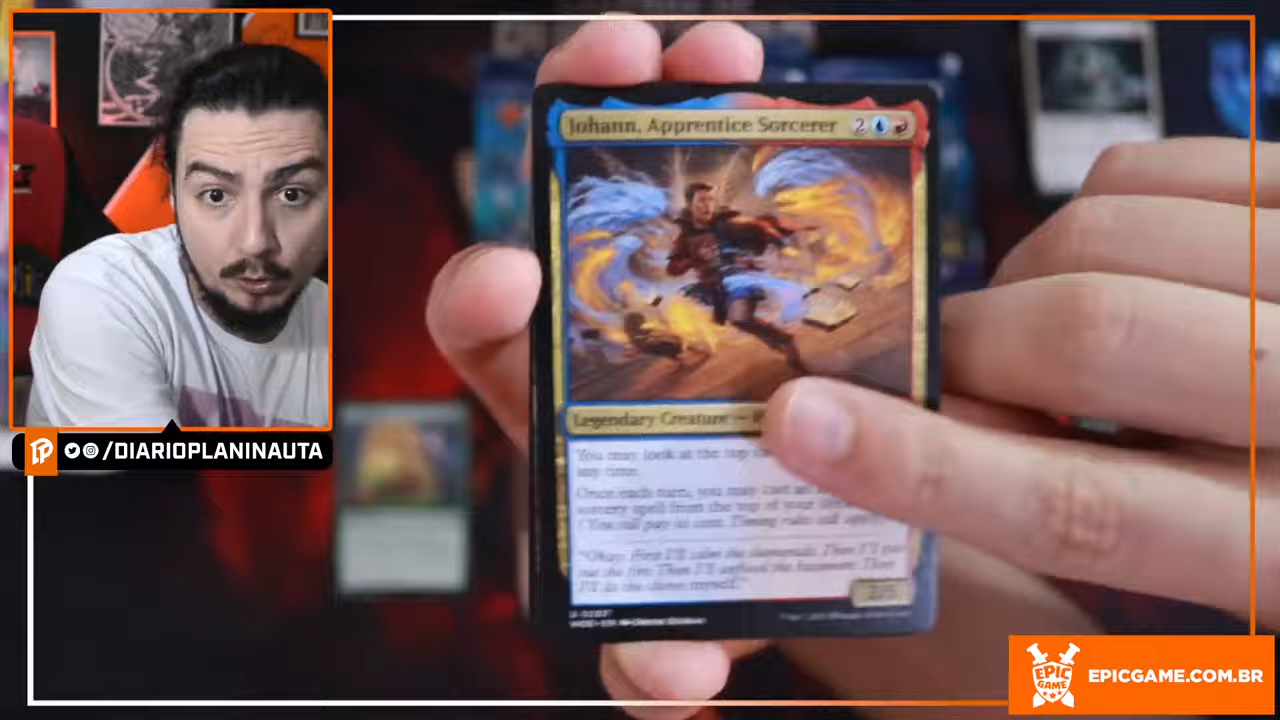 Johann, Apprentice Sorcerer 2
Legendary Creature —
You may look at the top
any time.
Once each turn, you may cast an
sorcery spell from the top of your
(You still pay its cost. Timing rules still apply
"Okay. First I'll calm the elementals. Then I'll put
out the fire. Then I'll unflood the basement. Then
I'll do the chores myself."
/DIARIOPLANINAUTA
EPIC
GAME
EPICGAME.COM.BR